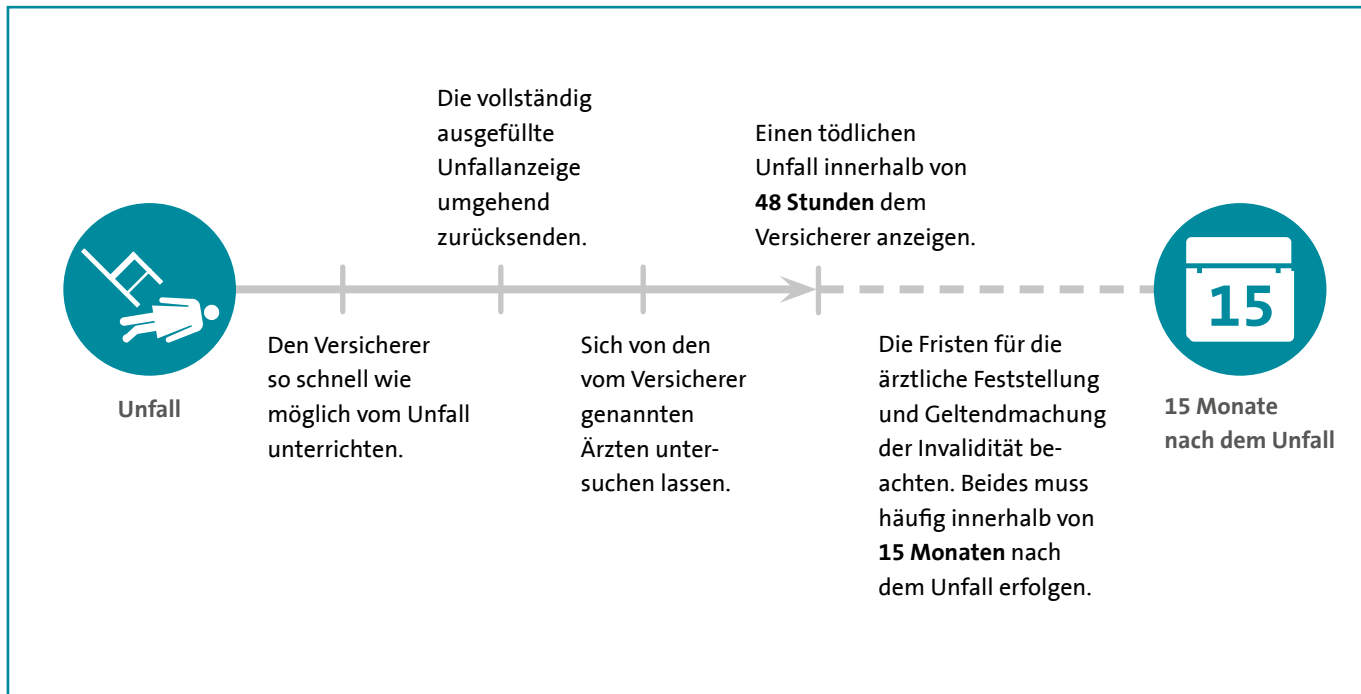 Unfall
Den Versicherer
so schnell wie
möglich vom Unfall
unterrichten.
Die vollständig
ausgefüllte
Unfallanzeige
umgehend
zurücksenden.
Sich von den
vom Versicherer
genannten
Ärzten unter-
suchen lassen.
Einen tödlichen
Unfall innerhalb von
48 Stunden dem
Versicherer anzeigen.
Die Fristen für die
ärztliche Feststellung
und Geltendmachung
der Invalidität be-
achten. Beides muss
häufig innerhalb von
15 Monaten nach
dem Unfall erfolgen.
15
15 Monate
nach dem Unfall